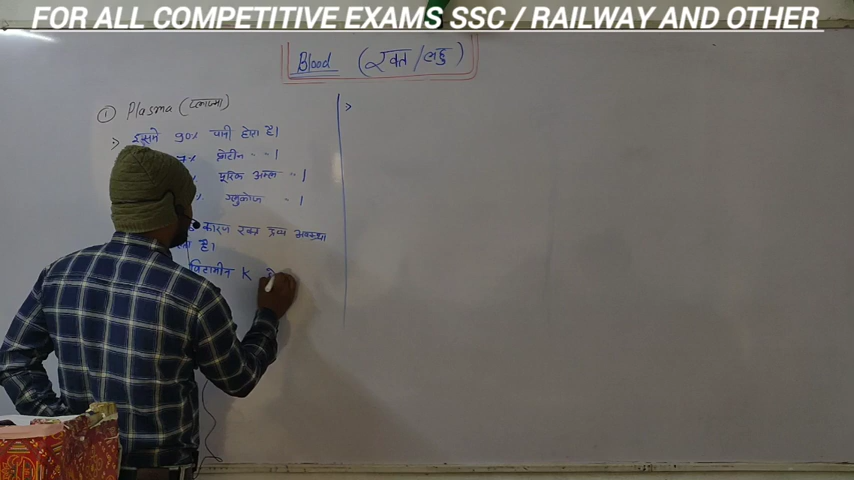 FOR ALL COMPETITIVE EXAMS SSC / RAILWAY AND OTHER
Blood (रक्त/लहु)
① Plasma (प्लाज्मा)
इसमे 90% पानी होता है।
7% प्रोटीन " "।
% यूरिक अम्ल "।
% ग्लुकोज "।
कारण रक्त द्रव्य अवस्था
है।
विटामीन K